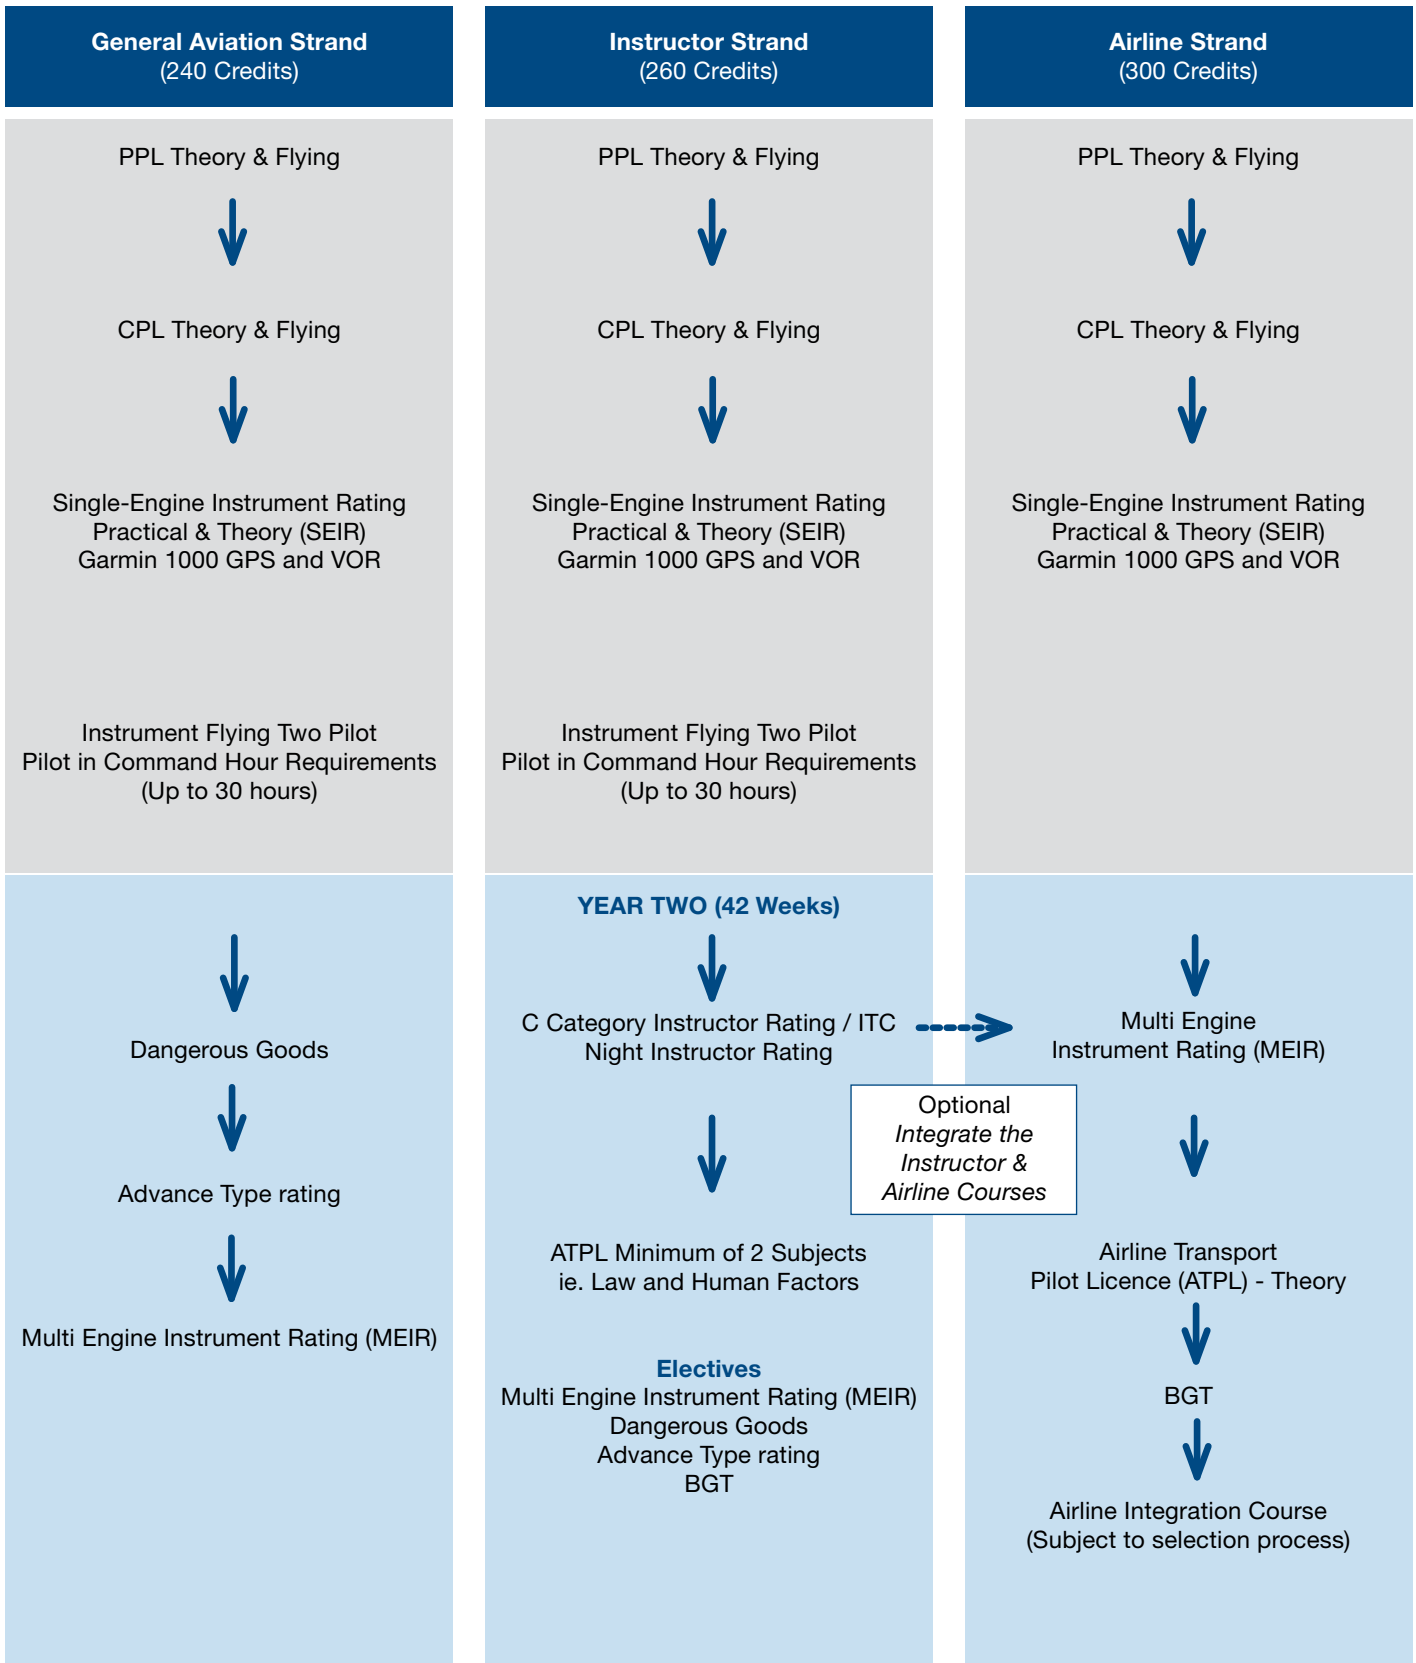 General Aviation Strand
(240 Credits)
PPL Theory & Flying
CPL Theory & Flying
Single-Engine Instrument Rating
Practical & Theory (SEIR)
Garmin 1000 GPS and VOR
Instrument Flying Two Pilot
Pilot in Command Hour Requirements
(Up to 30 hours)
Dangerous Goods
Advance Type rating
Multi Engine Instrument Rating (MEIR)
Instructor Strand
(260 Credits)
PPL Theory & Flying
CPL Theory & Flying
Single-Engine Instrument Rating
Practical & Theory (SEIR)
Garmin 1000 GPS and VOR
Instrument Flying Two Pilot
Pilot in Command Hour Requirements
(Up to 30 hours)
YEAR TWO (42 Weeks)
C Category Instructor Rating / ITC
Night Instructor Rating
Optional
Integrate the
Instructor &
Airline Courses
ATPL Minimum of 2 Subjects
ie. Law and Human Factors
Electives
Multi Engine Instrument Rating (MEIR)
Dangerous Goods
Advance Type rating
BGT
Airline Strand
(300 Credits)
PPL Theory & Flying
CPL Theory & Flying
Single-Engine Instrument Rating
Practical & Theory (SEIR)
Garmin 1000 GPS and VOR
Multi Engine
Instrument Rating (MEIR)
Airline Transport
Pilot Licence (ATPL) - Theory
BGT
Airline Integration Course
(Subject to selection process)